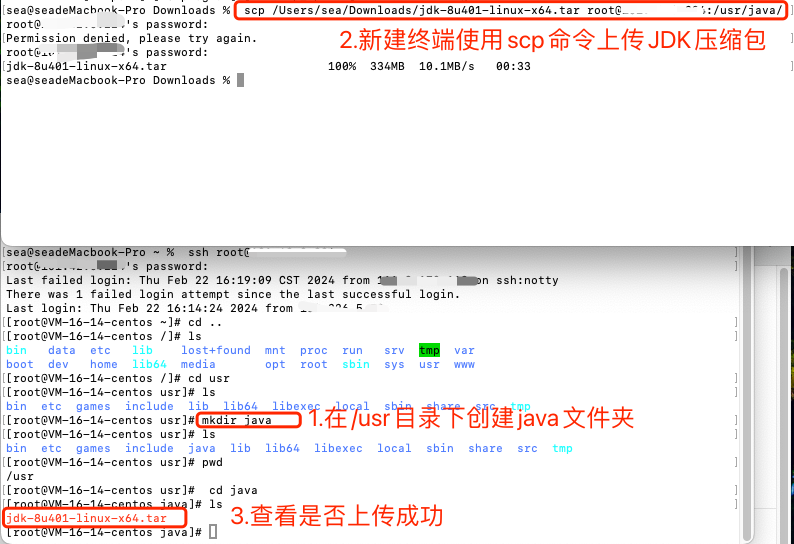 [sea@seadeMacbook-Pro Downloads % scp /Users/sea/Downloads/jdk-8u401-linux-x64.tar root@ :/usr/java/
root@ 's password:
Permission denied, please try again.
2.新建终端使用scp命令上传JDK压缩包
root@ 's password:
jdk-8u401-linux-x64.tar 100% 334MB 10.1MB/s 00:33
sea@seadeMacbook-Pro Downloads %
[sea@seadeMacbook-Pro ~ % ssh root@
[root@ 's password:
Last failed login: Thu Feb 22 16:19:09 CST 2024 from on ssh:notty
There was 1 failed login attempt since the last successful login.
Last login: Thu Feb 22 16:14:24 2024 from
[[root@VM-16-14-centos ~]# cd .. ]
[[root@VM-16-14-centos /]# ls ]
bin data etc lib lost+found mnt proc run srv tmp var
boot dev home lib64 media opt root sbin sys usr www
[[root@VM-16-14-centos /]# cd usr ]
[[root@VM-16-14-centos usr]# ls ]
bin etc games include lib lib64 libexec local sbin share src tmp
[[root@VM-16-14-centos usr]# mkdir java ]
1.在/usr目录下创建java文件夹
[[root@VM-16-14-centos usr]# ls ]
bin etc games include java lib lib64 libexec local sbin share src tmp
[[root@VM-16-14-centos usr]# pwd ]
/usr
[[root@VM-16-14-centos usr]# cd java ]
[[root@VM-16-14-centos java]# ls ]
jdk-8u401-linux-x64.tar
3.查看是否上传成功
[root@VM-16-14-centos java]#